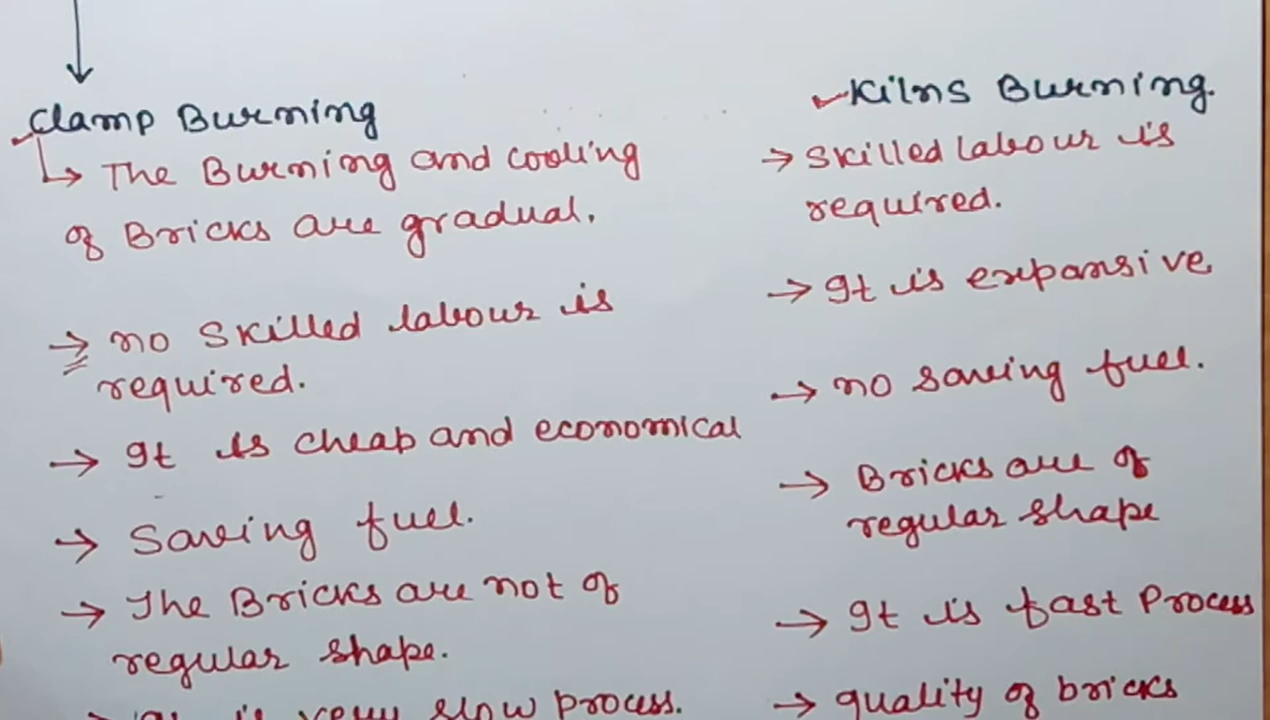 Clamp Burning
↳ The Burning and cooling
of Bricks are gradual.
→ no skilled labour is
required.
→ It is cheap and economical
→ Saving fuel.
→ The Bricks are not of
regular shape.
→ It is very slow process.
Kilns Burning.
→ skilled labour is
required.
→ It is expansive
→ no saving fuel.
→ Bricks are of
regular shape
→ It is fast Process
→ quality of bricks